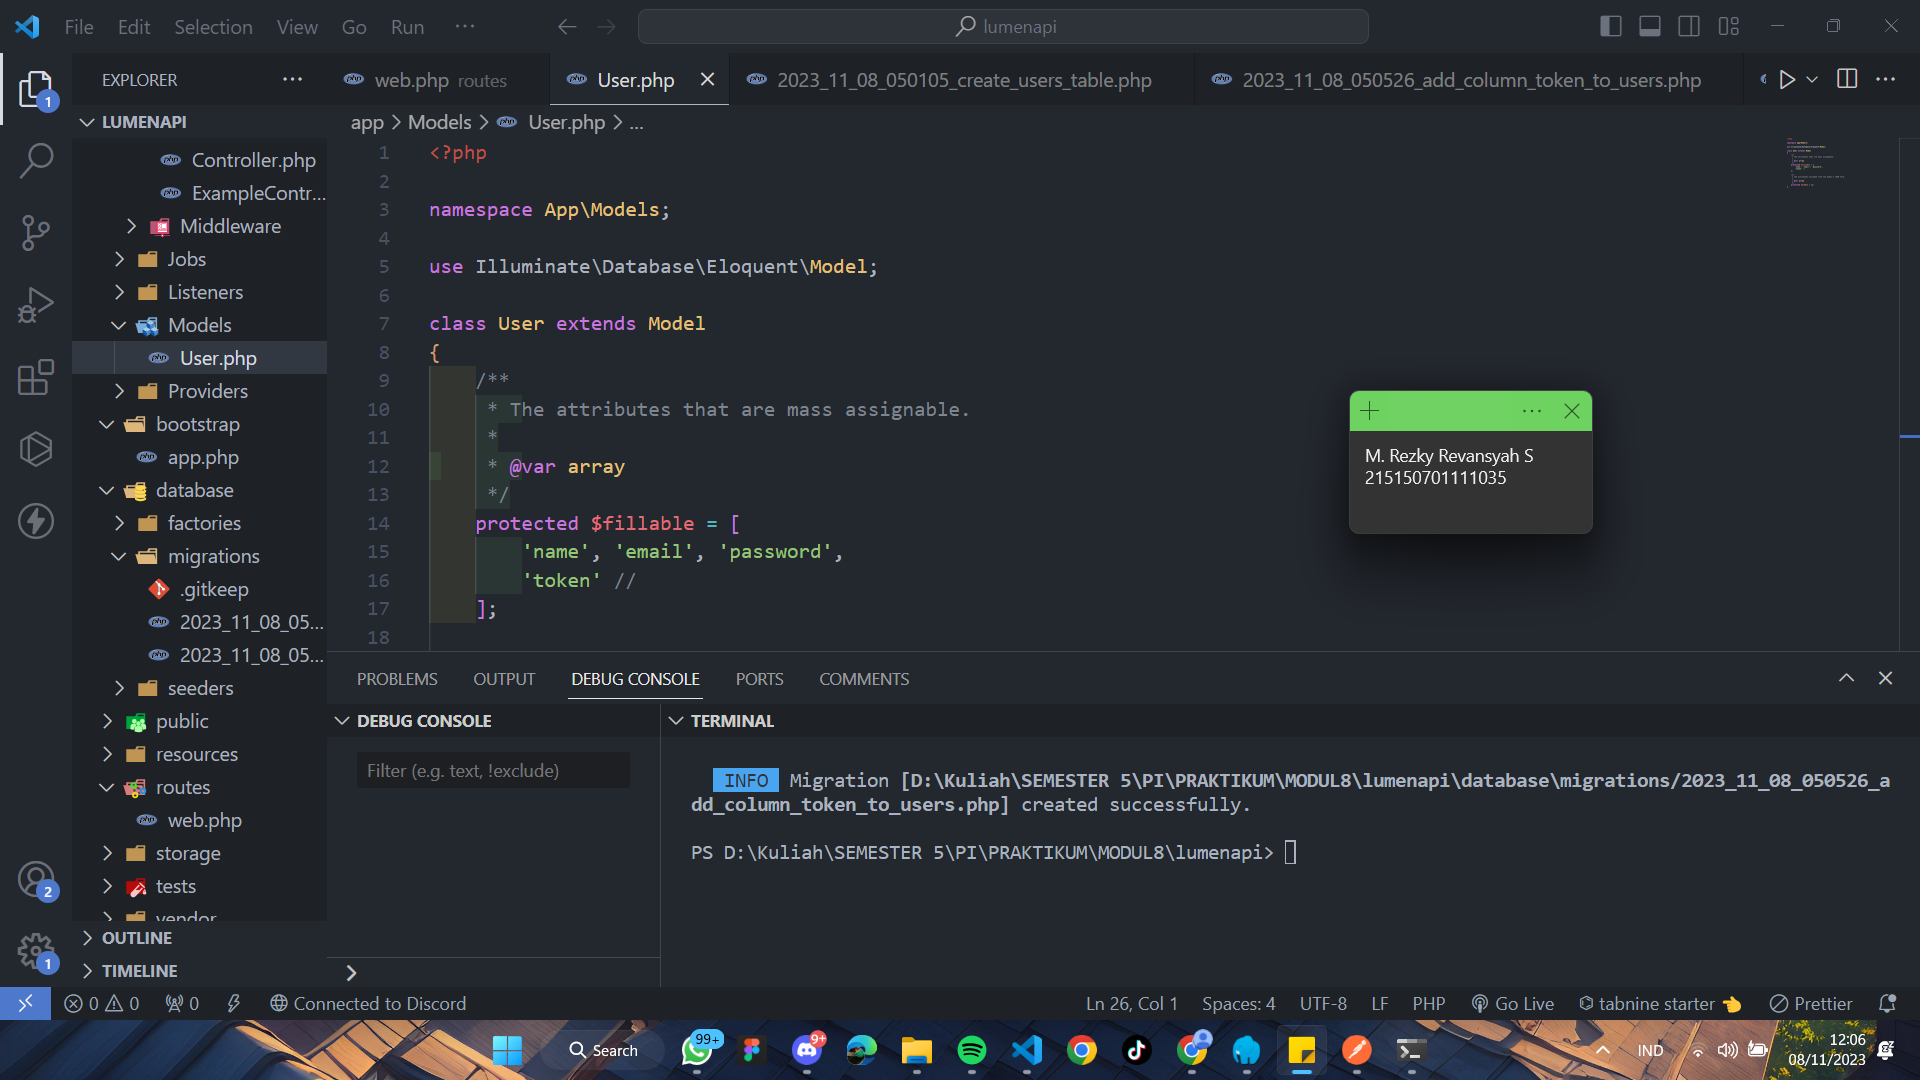 File Edit Selection View Go Run ··· lumenapi
EXPLORER ···
web.php routes User.php 2023_11_08_050105_create_users_table.php 2023_11_08_050526_add_column_token_to_users.php
LUMENAPI
app > Models > User.php > ...
Controller.php
ExampleContr...
Middleware
Jobs
Listeners
Models
User.php
Providers
bootstrap
app.php
database
factories
migrations
.gitkeep
2023_11_08_05...
2023_11_08_05...
seeders
public
resources
routes
web.php
storage
tests
vendor
OUTLINE
TIMELINE
1 <?php
2
3 namespace App\Models;
4
5 use Illuminate\Database\Eloquent\Model;
6
7 class User extends Model
8 {
9 /**
10 * The attributes that are mass assignable.
11 *
12 * @var array
13 */
14 protected $fillable = [
15 'name', 'email', 'password',
16 'token' //
17 ];
18
M. Rezky Revansyah S
215150701111035
PROBLEMS OUTPUT DEBUG CONSOLE PORTS COMMENTS
DEBUG CONSOLE
Filter (e.g. text, !exclude)
TERMINAL
INFO Migration [D:\Kuliah\SEMESTER 5\PI\PRAKTIKUM\MODUL8\lumenapi\database\migrations/2023_11_08_050526_a
dd_column_token_to_users.php] created successfully.
PS D:\Kuliah\SEMESTER 5\PI\PRAKTIKUM\MODUL8\lumenapi>
1
2
1
0 0 0 Connected to Discord Ln 26, Col 1 Spaces: 4 UTF-8 LF PHP Go Live tabnine starter Prettier
Search 99+ 9+ IND 12:06
08/11/2023